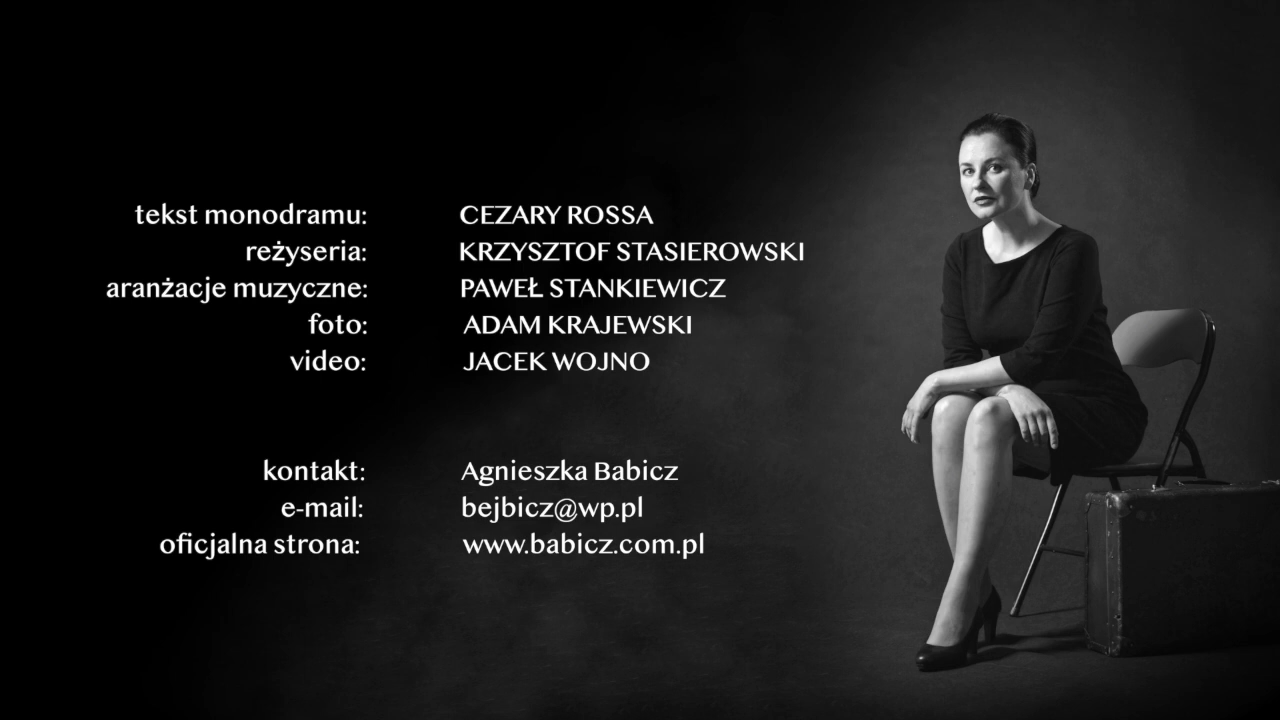 tekst monodramu: CEZARY ROSSA
reżyseria: KRZYSZTOF STASIEROWSKI
aranżacje muzyczne: PAWEŁ STANKIEWICZ
foto: ADAM KRAJEWSKI
video: JACEK WOJNO
kontakt: Agnieszka Babicz
e-mail: bejbicz@wp.pl
oficjalna strona: www.babicz.com.pl